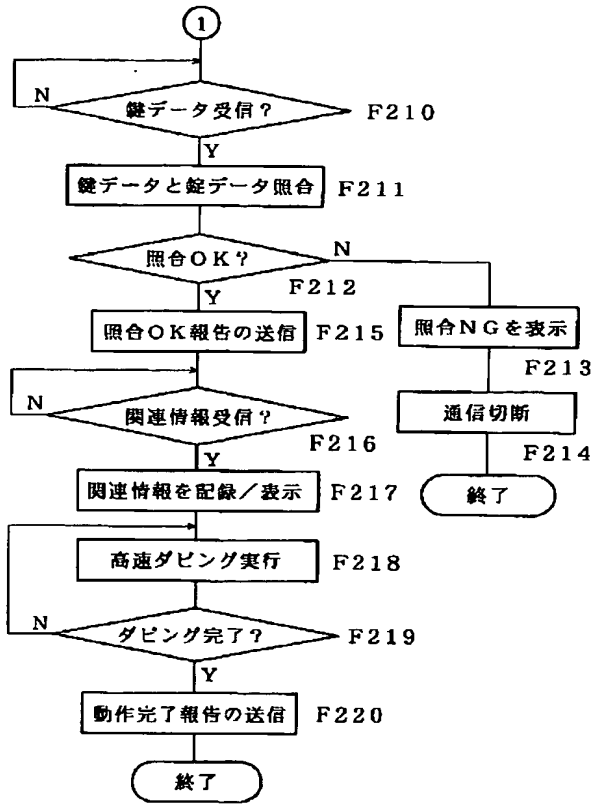 1
鍵データ受信？
N
F210
Y
鍵データと錠データ照合
F211
照合OK？
N
F212
Y
照合OK報告の送信
F215
照合NGを表示
F213
関連情報受信？
N
F216
通信切断
F214
Y
関連情報を記録／表示
F217
終了
高速ダビング実行
F218
ダビング完了？
N
F219
Y
動作完了報告の送信
F220
終了